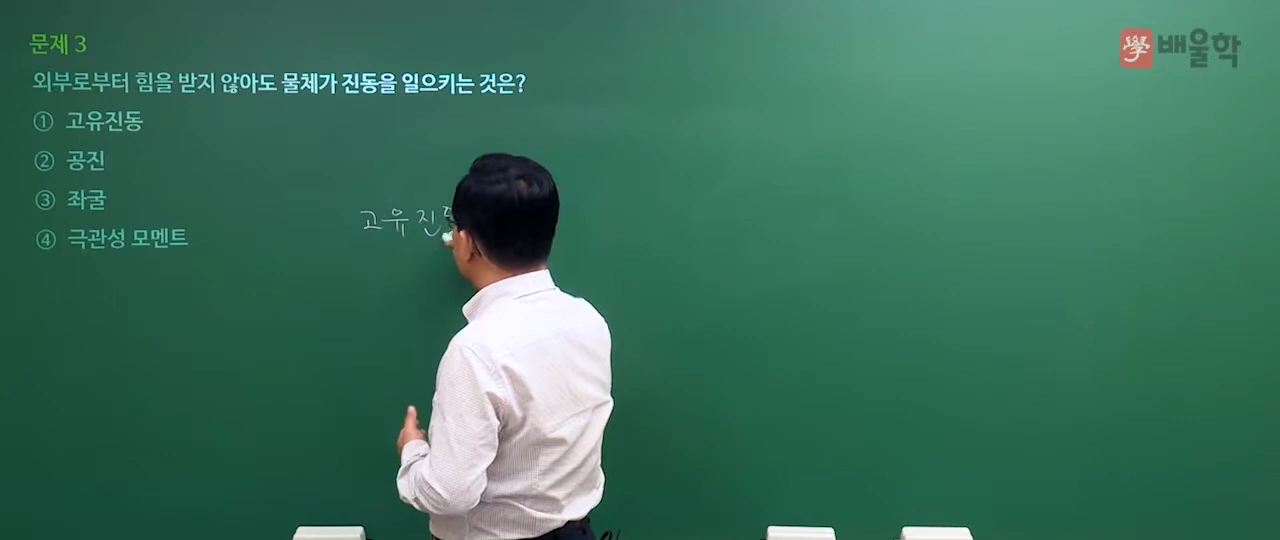 문제 3
學 배울학
외부로부터 힘을 받지 않아도 물체가 진동을 일으키는 것은?
① 고유진동
② 공진
③ 좌굴
④ 극관성 모멘트
고유진